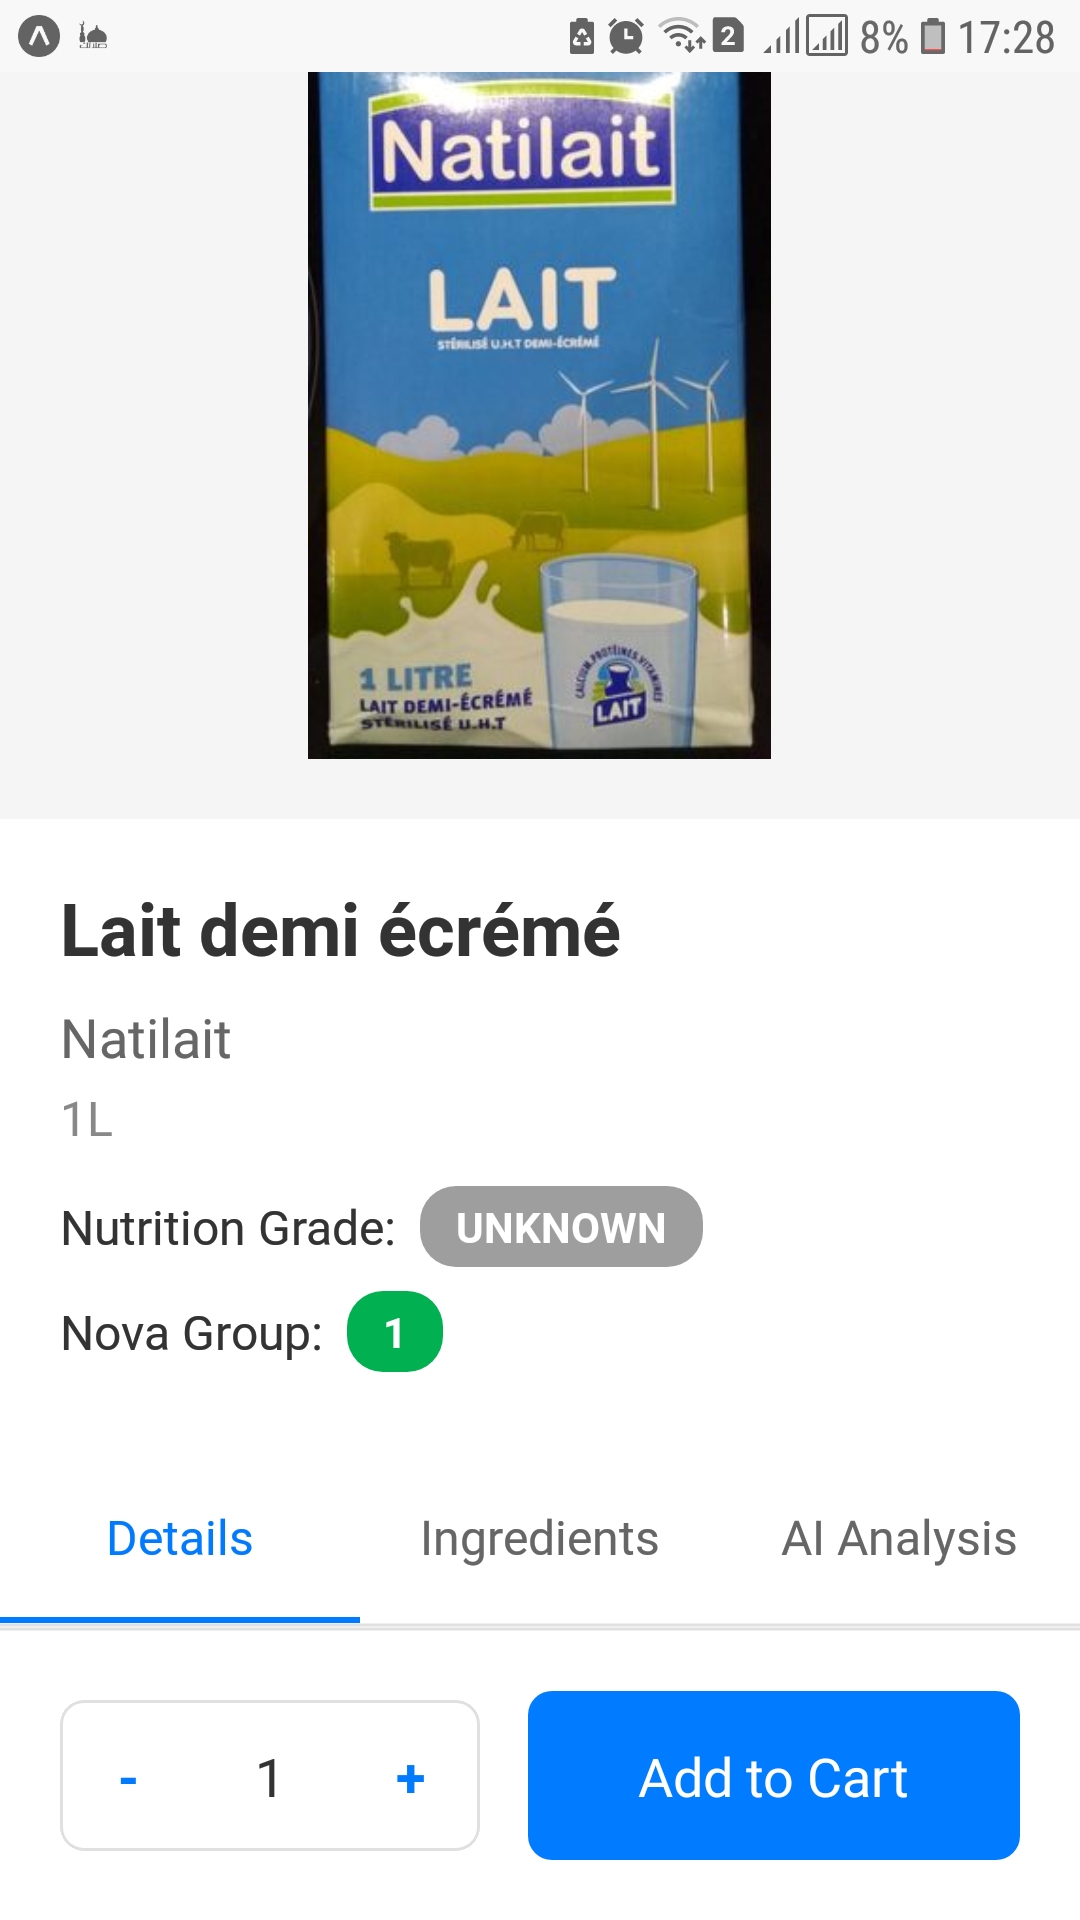 2 8% 17:28
Natilait
LAIT
STÉRILISÉ U.H.T DEMI-ÉCRÉMÉ
CALCIUM.PROTÉINES.VITAMINES
LAIT
1 LITRE
LAIT DEMI-ÉCRÉMÉ
STÉRILISÉ U.H.T
Lait demi écrémé
Natilait
1L
Nutrition Grade: UNKNOWN
Nova Group: 1
Details Ingredients AI Analysis
- 1 + Add to Cart